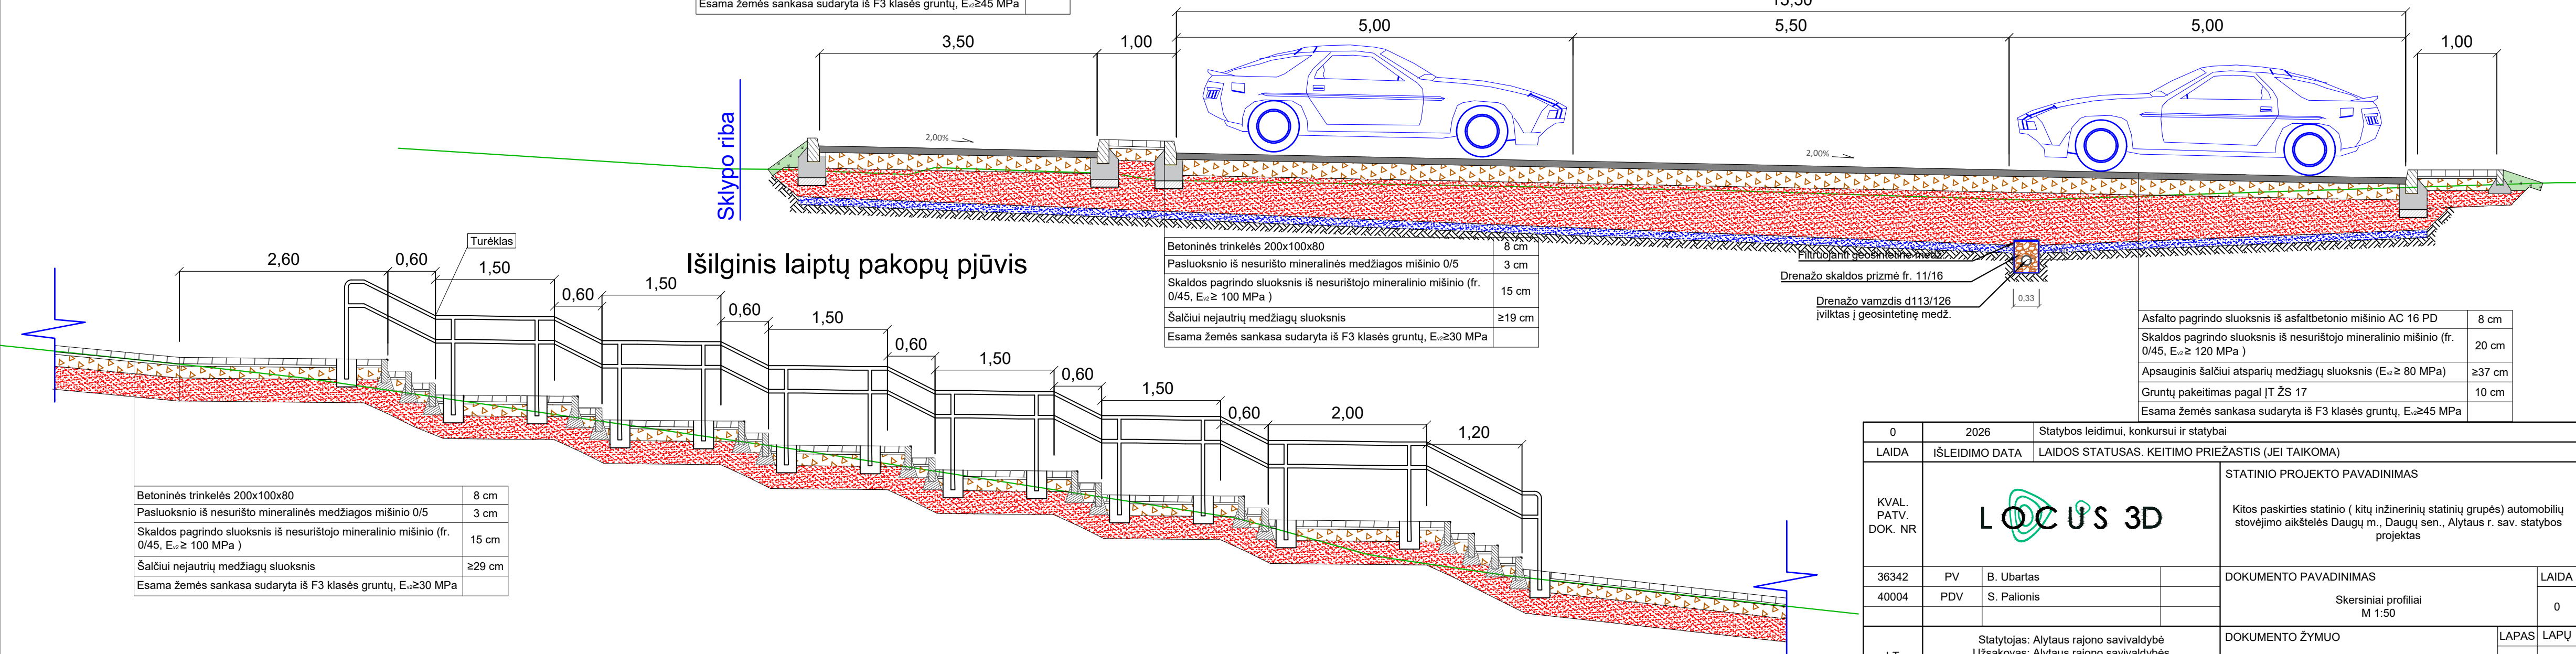 Esama žemės sankasa sudaryta iš F3 klasės gruntų, Ev2≥45 MPa
5,00
5,50
5,00
3,50
1,00
1,00
2,00%
2,00%
Sklypo riba
Turėklas
Išilginis laiptų pakopų pjūvis
2,60
0,60
1,50
0,60
1,50
0,60
1,50
0,60
1,50
0,60
1,50
0,60
2,00
1,20
Betoninės trinkelės 200x100x80 8 cm
Pasluoksnio iš nesurišto mineralinės medžiagos mišinio 0/5 3 cm
Skaldos pagrindo sluoksnis iš nesurištojo mineralinio mišinio (fr.
0/45, Ev2 ≥ 100 MPa ) 15 cm
Šalčiui nejautrių medžiagų sluoksnis ≥19 cm
Esama žemės sankasa sudaryta iš F3 klasės gruntų, Ev2≥30 MPa
Filtruojanti geosintetinė medž.
Drenažo skaldos prizmė fr. 11/16
Drenažo vamzdis d113/126
įvilktas į geosintetinę medž.
0,33
Asfalto pagrindo sluoksnis iš asfaltbetonio mišinio AC 16 PD 8 cm
Skaldos pagrindo sluoksnis iš nesurištojo mineralinio mišinio (fr.
0/45, Ev2 ≥ 120 MPa ) 20 cm
Apsauginis šalčiui atsparių medžiagų sluoksnis (Ev2 ≥ 80 MPa) ≥37 cm
Gruntų pakeitimas pagal ĮT ŽS 17 10 cm
Esama žemės sankasa sudaryta iš F3 klasės gruntų, Ev2≥45 MPa
Betoninės trinkelės 200x100x80 8 cm
Pasluoksnio iš nesurišto mineralinės medžiagos mišinio 0/5 3 cm
Skaldos pagrindo sluoksnis iš nesurištojo mineralinio mišinio (fr.
0/45, Ev2 ≥ 100 MPa ) 15 cm
Šalčiui nejautrių medžiagų sluoksnis ≥29 cm
Esama žemės sankasa sudaryta iš F3 klasės gruntų, Ev2≥30 MPa
0 2026 Statybos leidimui, konkursui ir statybai
LAIDA IŠLEIDIMO DATA LAIDOS STATUSAS. KEITIMO PRIEŽASTIS (JEI TAIKOMA)
KVAL.
PATV.
DOK. NR
LOCUS 3D
STATINIO PROJEKTO PAVADINIMAS
Kitos paskirties statinio ( kitų inžinerinių statinių grupės) automobilių
stovėjimo aikštelės Daugų m., Daugų sen., Alytaus r. sav. statybos
projektas
36342 PV B. Ubartas
40004 PDV S. Palionis
DOKUMENTO PAVADINIMAS
LAIDA
Skersiniai profiliai
M 1:50
0
Statytojas: Alytaus rajono savivaldybė
Užsakovas: Alytaus rajono savivaldybės
DOKUMENTO ŽYMUO
LAPAS LAPŲ